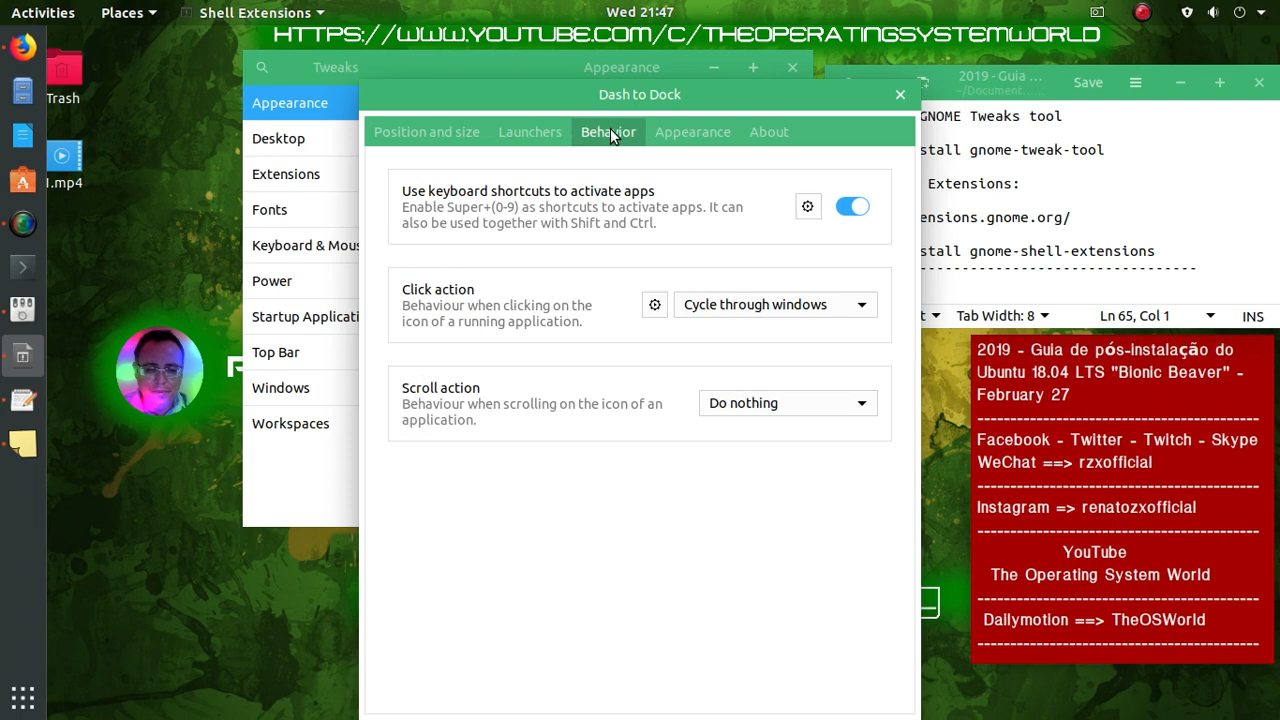 Activities
Places
Shell Extensions
Wed 21:47
HTTPS://WWW.YOUTUBE.COM/C/THEOPERATINGSYSTEMWORLD
Trash
1.mp4
Tweaks
Appearance
Appearance
Desktop
Extensions
Fonts
Keyboard & Mous
Power
Startup Applicati
Top Bar
Windows
Workspaces
Dash to Dock
Position and size
Launchers
Behavior
Appearance
About
Use keyboard shortcuts to activate apps
Enable Super+(0-9) as shortcuts to activate apps. It can
also be used together with Shift and Ctrl.
Click action
Behaviour when clicking on the
icon of a running application.
Cycle through windows
Scroll action
Behaviour when scrolling on the icon of an
application.
Do nothing
2019 - Guia ...
~/Document......
Save
GNOME Tweaks tool
stall gnome-tweak-tool
Extensions:
ensions.gnome.org/
stall gnome-shell-extensions
---------------------------------
t
Tab Width: 8
Ln 65, Col 1
INS
2019 - Guia de pós-Instalação do
Ubuntu 18.04 LTS "Bionic Beaver" -
February 27
------------------------------------------
Facebook - Twitter - Twitch - Skype
WeChat ==> rzxofficial
------------------------------------------
Instagram => renatozxofficial
------------------------------------------
YouTube
The Operating System World
------------------------------------------
Dailymotion ==> TheOSWorld
------------------------------------------